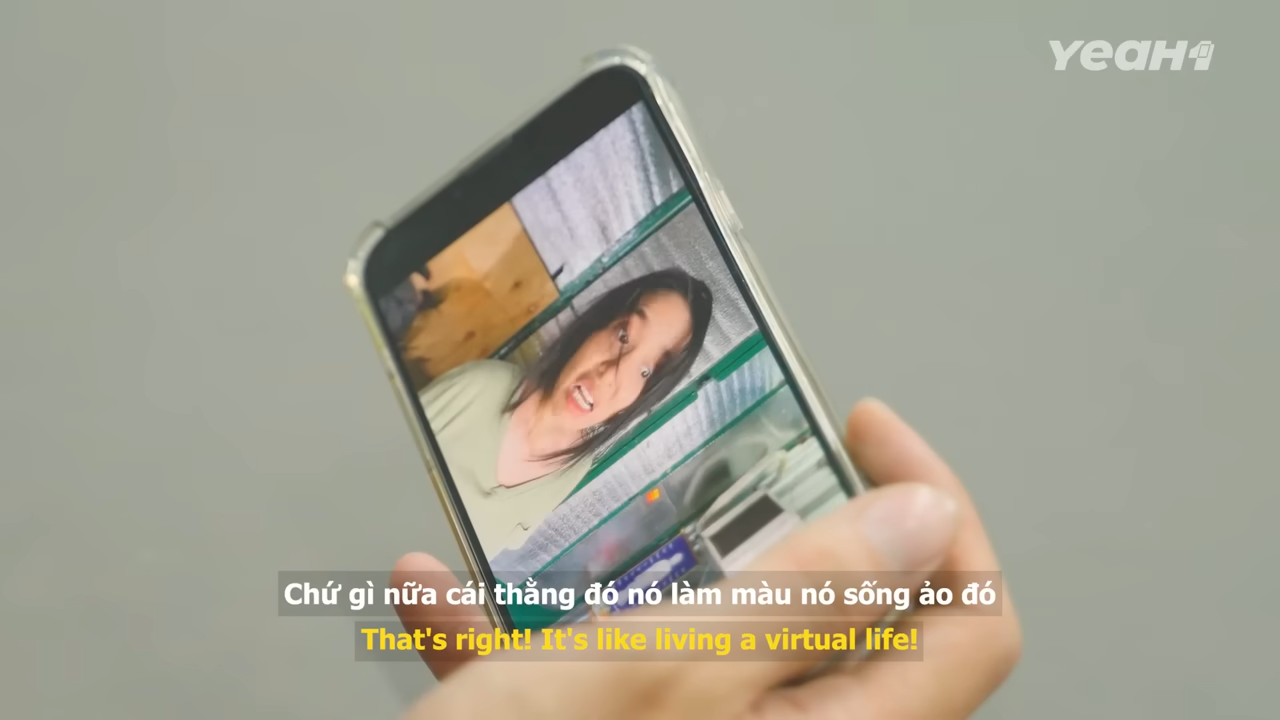 YEAH1
Chứ gì nữa cái thằng đó nó làm màu nó sống ảo đó
That's right! It's like living a virtual life!